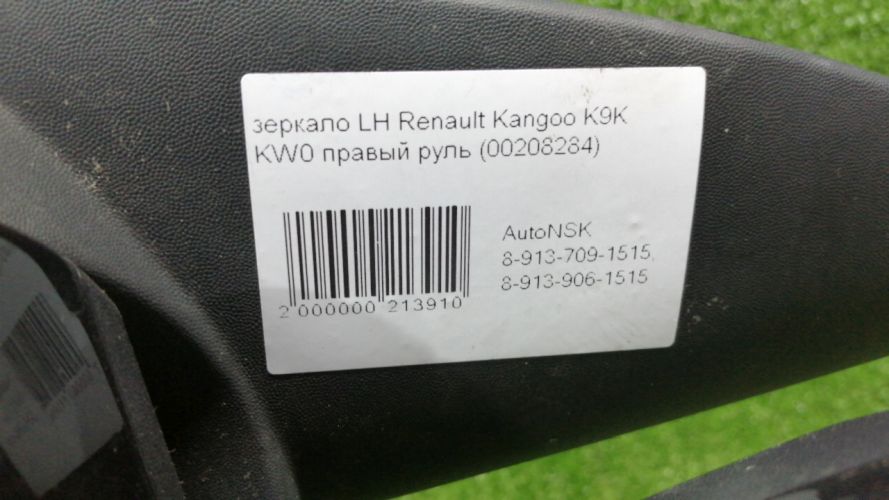 зеркало LH Renault Kangoo K9K
KW0 правый руль (00208284)
AutoNSK
8-913-709-1515,
8-913-906-1515
2 000000 213910